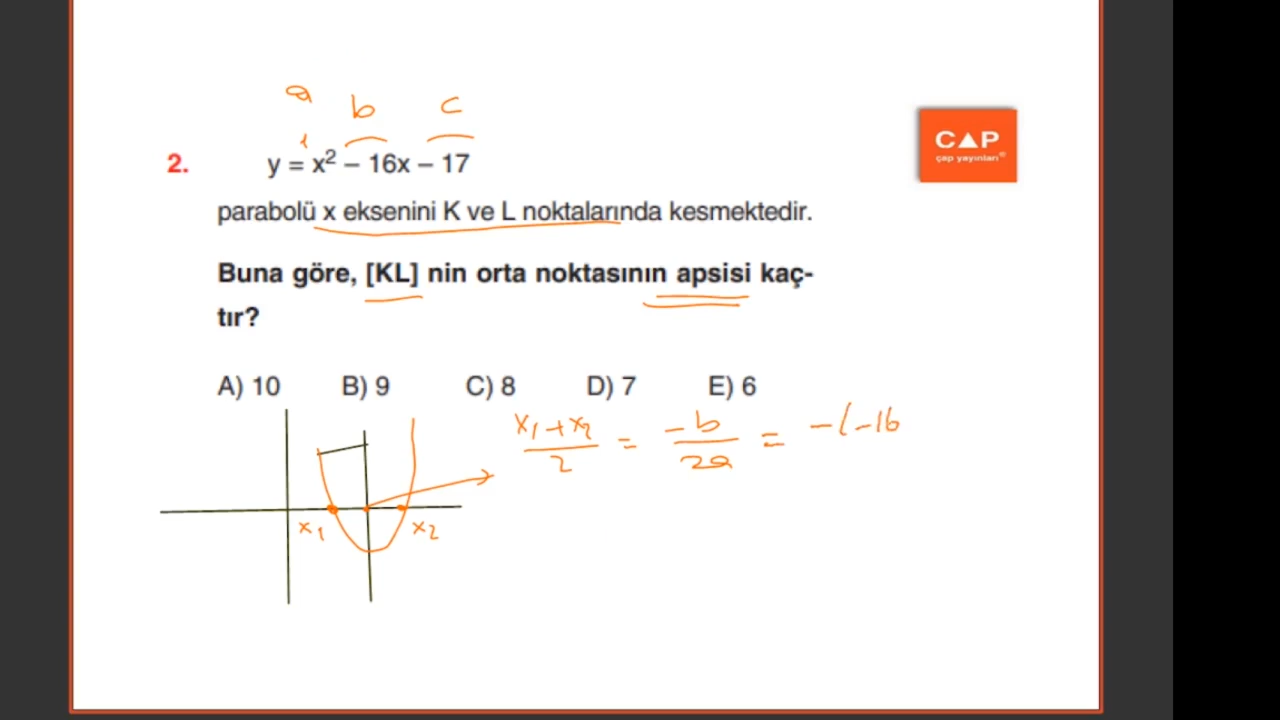 a b c
1
2. y = x² – 16x – 17
CAP
çap yayınları®
parabolü x eksenini K ve L noktalarında kesmektedir.
Buna göre, [KL] nin orta noktasının apsisi kaç-
tır?
A) 10 B) 9 C) 8 D) 7 E) 6
x₁+x₂/2 = -b/2a = -(-16
x₁ x₂